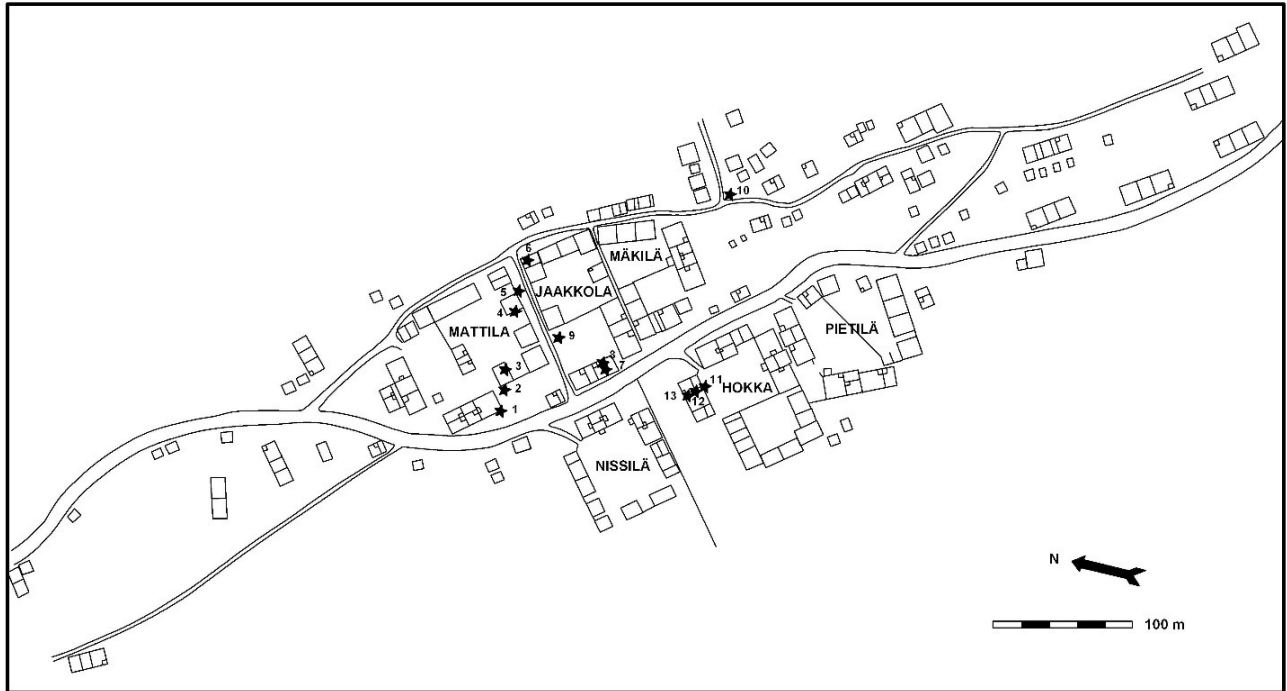 10
6
MÄKILÄ
5
JAAKKOLA
4
MATTILA
9
PIETILÄ
3
8
7
2
11
HOKKA
13
12
1
NISSILÄ
N
100 m